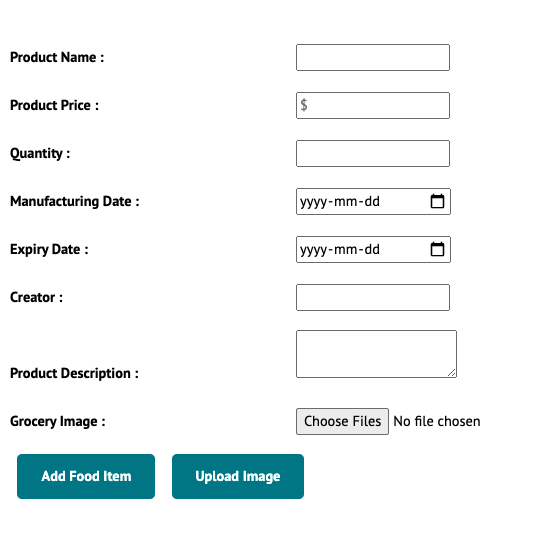 Product Name :
Product Price : $
Quantity :
Manufacturing Date : yyyy-mm-dd
Expiry Date : yyyy-mm-dd
Creator :
Product Description :
Grocery Image : Choose Files No file chosen
Add Food Item Upload Image